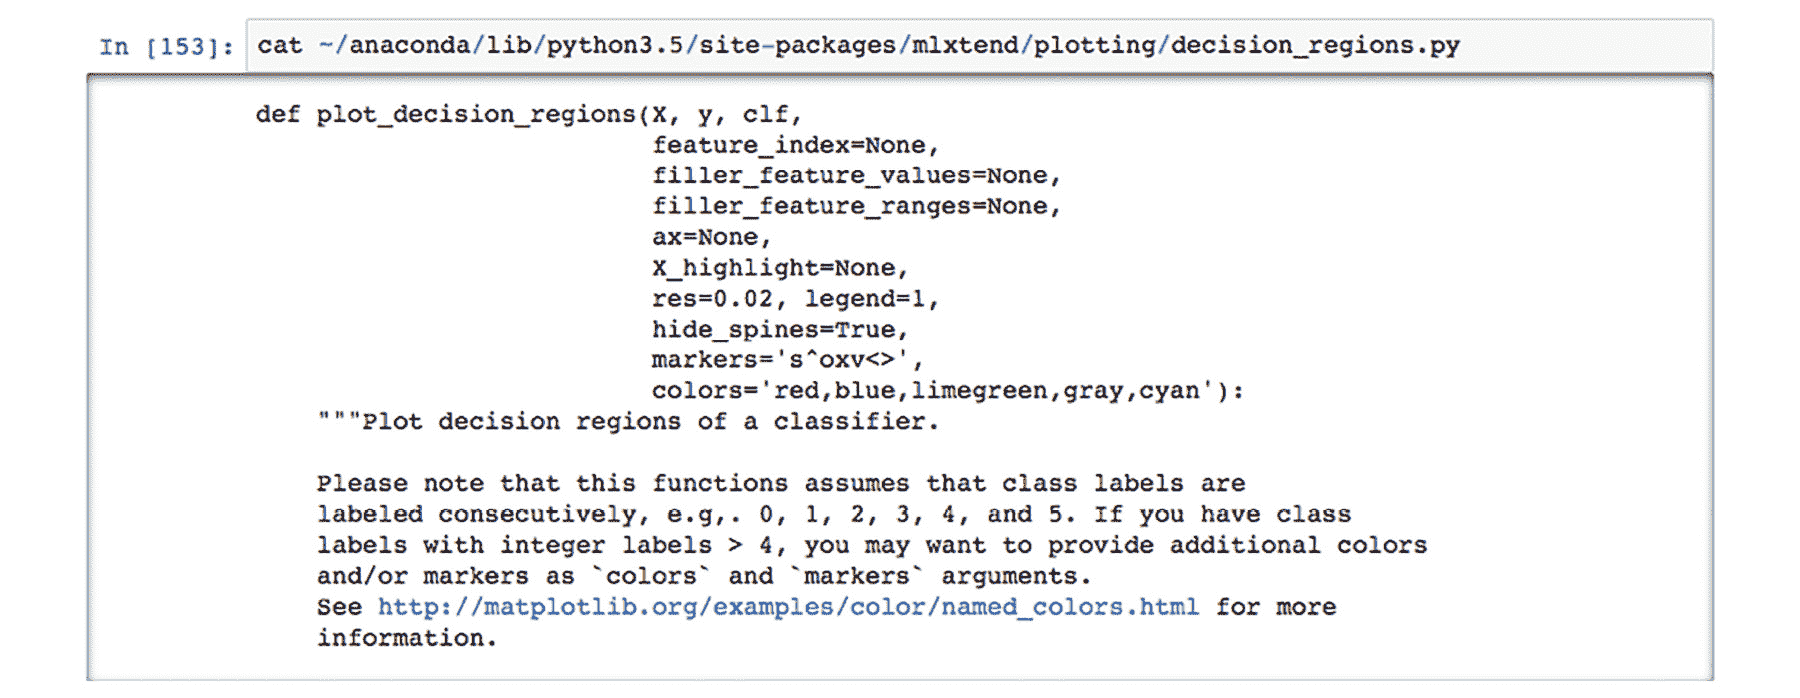 In [153]: cat ~/anaconda/lib/python3.5/site-packages/mlxtend/plotting/decision_regions.py
def plot_decision_regions(X, y, clf,
feature_index=None,
filler_feature_values=None,
filler_feature_ranges=None,
ax=None,
X_highlight=None,
res=0.02, legend=1,
hide_spines=True,
markers='s^oxv<>',
colors='red,blue,limegreen,gray,cyan'):
"""Plot decision regions of a classifier.
Please note that this functions assumes that class labels are
labeled consecutively, e.g,. 0, 1, 2, 3, 4, and 5. If you have class
labels with integer labels > 4, you may want to provide additional colors
and/or markers as `colors` and `markers` arguments.
See http://matplotlib.org/examples/color/named_colors.html for more
information.